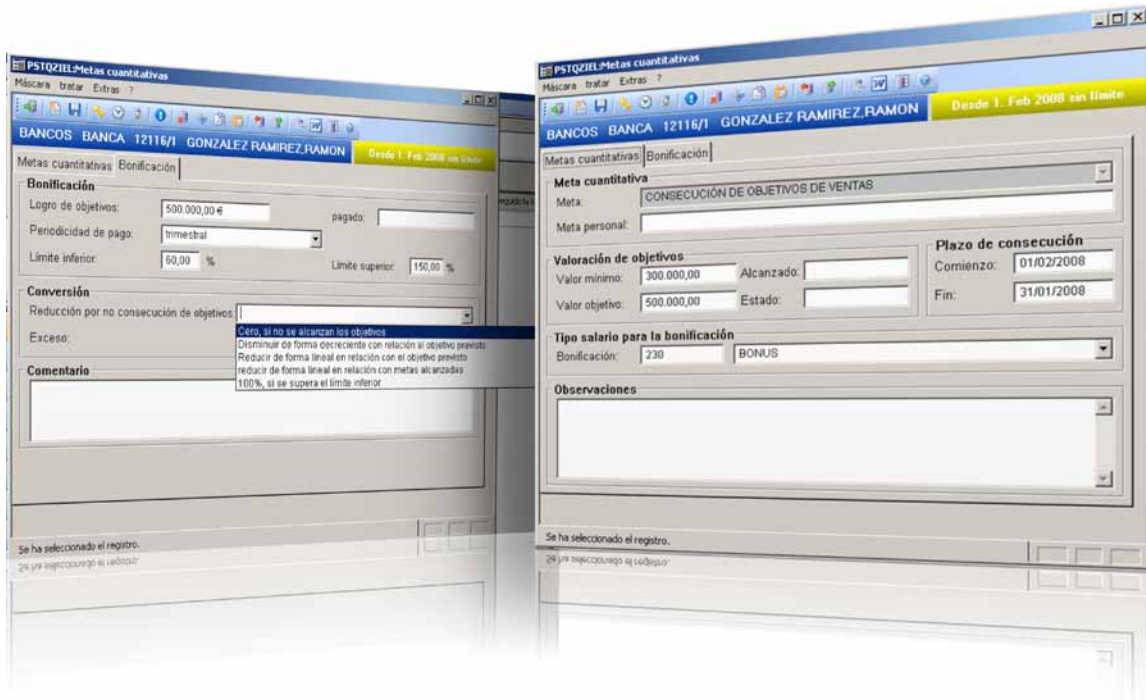 PSTQZIEL:Metas cuantitativas
Máscara tratar Extras ?
BANCOS BANCA 12116/1 GONZALEZ RAMIREZ,RAMON
Desde 1. Feb 2008 sin límite
Metas cuantitativas Bonificación
Bonificación
Logro de objetivos: 500.000,00 € pagado:
Periodicidad de pago: trimestral
Límite inferior: 60,00 % Límite superior: 150,00 %
Conversión
Reducción por no consecución de objetivos:
Cero, si no se alcanzan los objetivos
Disminuir de forma decreciente con relación al objetivo previsto
Reducir de forma lineal en relación con el objetivo previsto
reducir de forma lineal en relación con metas alcanzadas
100%, si se supera el límite inferior
Exceso:
Comentario
Se ha seleccionado el registro.
PSTQZIEL:Metas cuantitativas
Máscara tratar Extras ?
BANCOS BANCA 12116/1 GONZALEZ RAMIREZ,RAMON
Desde 1. Feb 2008 sin límite
Metas cuantitativas Bonificación
Meta cuantitativa
Meta: CONSECUCIÓN DE OBJETIVOS DE VENTAS
Meta personal:
Valoración de objetivos
Valor mínimo: 300.000,00 Alcanzado:
Valor objetivo: 500.000,00 Estado:
Plazo de consecución
Comienzo: 01/02/2008
Fin: 31/01/2008
Tipo salario para la bonificación
Bonificación: 230 BONUS
Observaciones
Se ha seleccionado el registro.